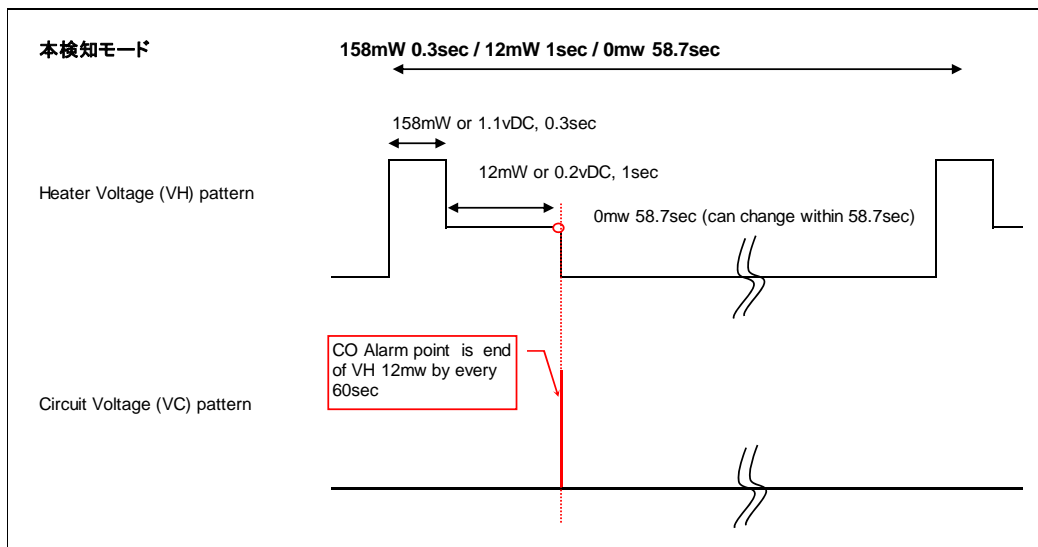 本検知モード
158mW 0.3sec / 12mW 1sec / 0mw 58.7sec
158mW or 1.1vDC, 0.3sec
12mW or 0.2vDC, 1sec
Heater Voltage (VH) pattern
0mw 58.7sec (can change within 58.7sec)
CO Alarm point is end
of VH 12mw by every
60sec
Circuit Voltage (VC) pattern